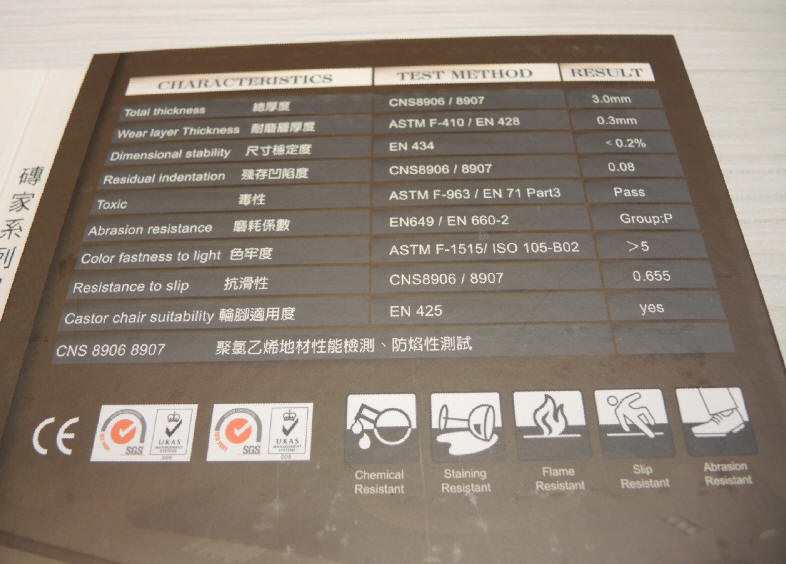 CHARACTERISTICS TEST METHOD RESULT
Total thickness 總厚度 CNS8906 / 8907 3.0mm
Wear layer Thickness 耐磨層厚度 ASTM F-410 / EN 428 0.3mm
Dimensional stability 尺寸穩定度 EN 434 <0.2%
Residual indentation 殘存凹陷度 CNS8906 / 8907 0.08
Toxic 毒性 ASTM F-963 / EN 71 Part3 Pass
Abrasion resistance 磨耗係數 EN649 / EN 660-2 Group:P
Color fastness to light 色牢度 ASTM F-1515/ ISO 105-B02 >5
Resistance to slip 抗滑性 CNS8906 / 8907 0.655
Castor chair suitability 輪腳適用度 EN 425 yes
CNS 8906 8907 聚氯乙烯地材性能檢測、防焰性測試
磚家系列
CE SGS UKAS MANAGEMENT SYSTEMS SGS UKAS MANAGEMENT SYSTEMS
Chemical Resistant
Staining Resistant
Flame Resistant
Slip Resistant
Abrasion Resistant